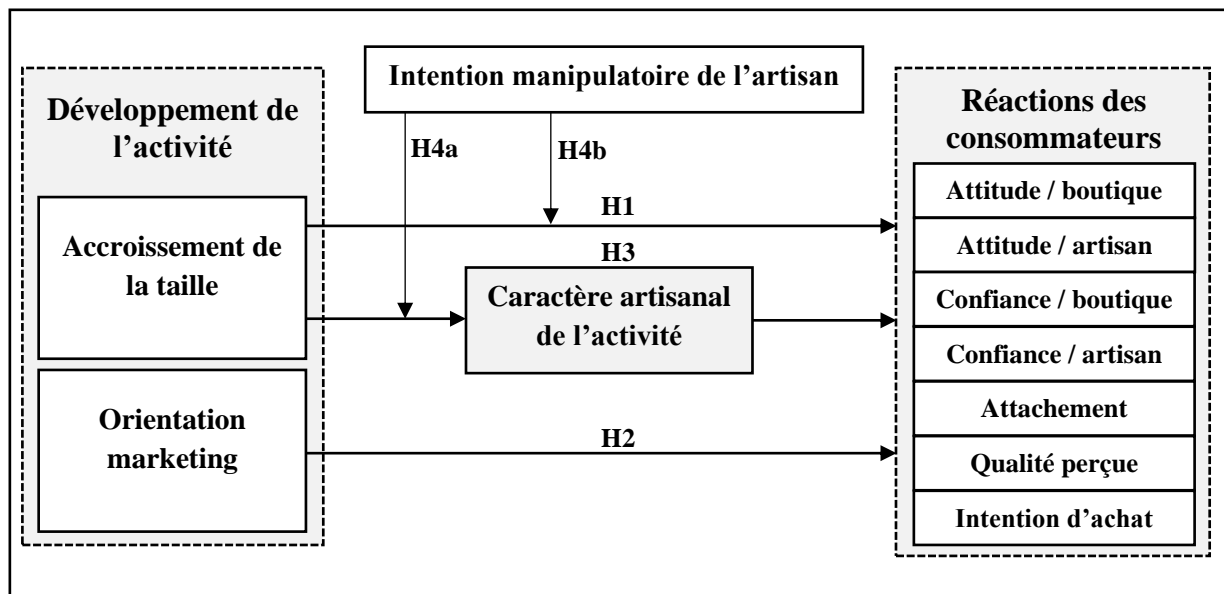 Intention manipulatoire de l’artisan
Développement de
l’activité
Réactions des
consommateurs
H4a
H4b
Accroissement de
la taille
H1
H3
Caractère artisanal
de l’activité
Orientation
marketing
H2
Attitude / boutique
Attitude / artisan
Confiance / boutique
Confiance / artisan
Attachement
Qualité perçue
Intention d’achat